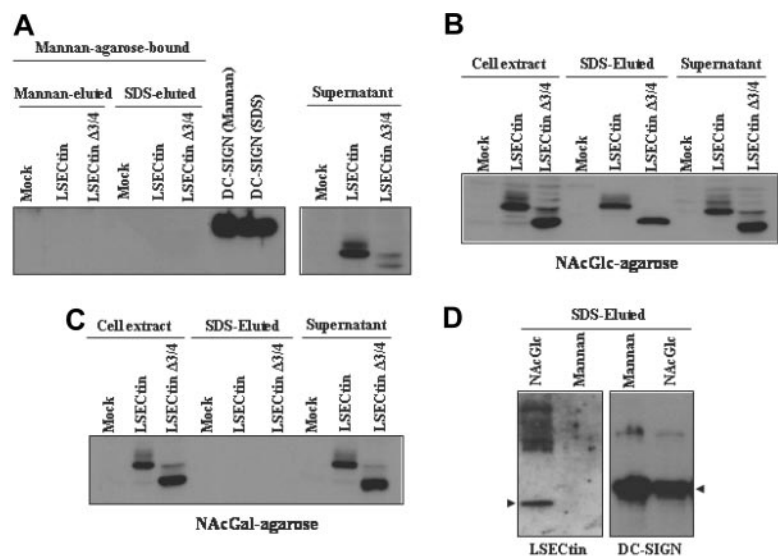 A
Mannan-agarose-bound
Mannan-eluted
SDS-eluted
Supernatant
Mock
LSECtin
LSECtin Δ3/4
Mock
LSECtin
LSECtin Δ3/4
DC-SIGN (Mannan)
DC-SIGN (SDS)
Mock
LSECtin
LSECtin Δ3/4
B
Cell extract
SDS-Eluted
Supernatant
Mock
LSECtin
LSECtin Δ3/4
Mock
LSECtin
LSECtin Δ3/4
Mock
LSECtin
LSECtin Δ3/4
NAcGlc-agarose
C
Cell extract
SDS-Eluted
Supernatant
Mock
LSECtin
LSECtin Δ3/4
Mock
LSECtin
LSECtin Δ3/4
Mock
LSECtin
LSECtin Δ3/4
NAcGal-agarose
D
SDS-Eluted
NAcGlc
Mannan
Mannan
NAcGlc
LSECtin
DC-SIGN